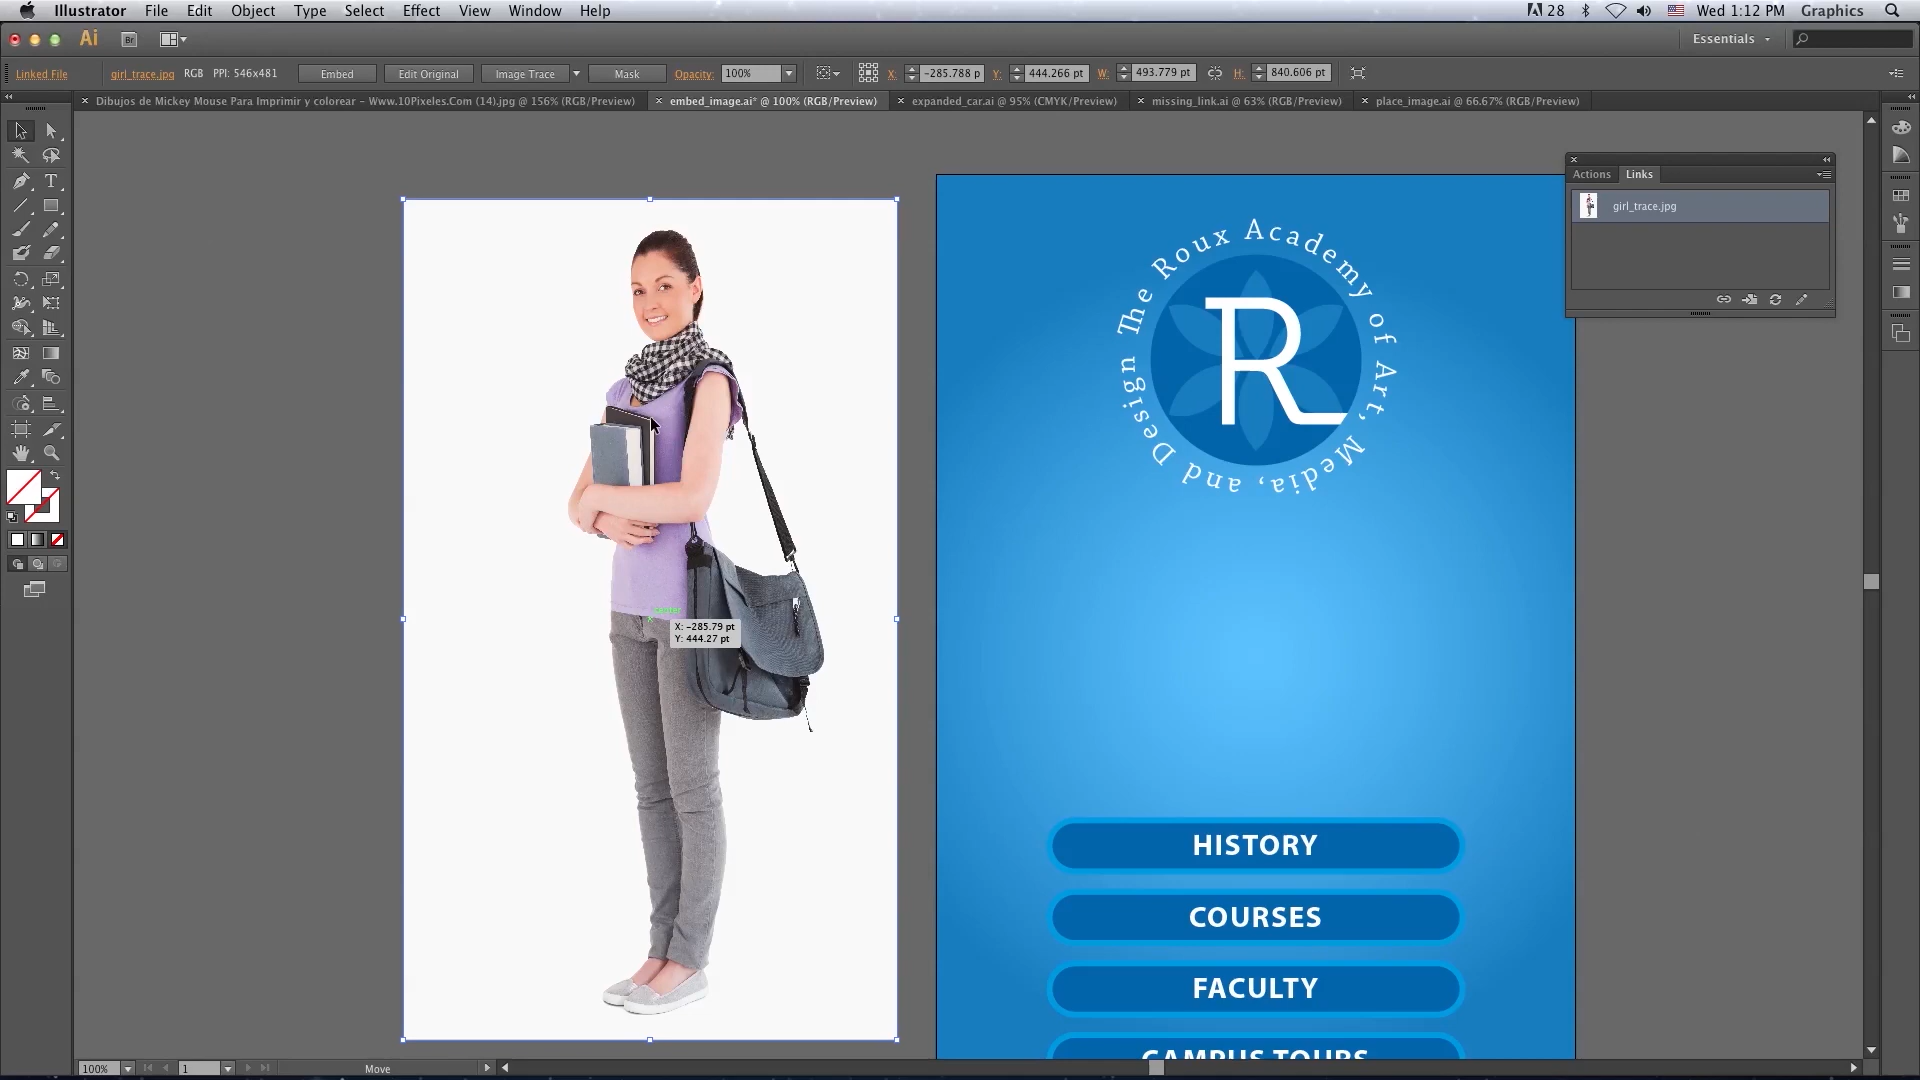 Illustrator File Edit Object Type Select Effect View Window Help
28 Wed 1:12 PM Graphics
Ai Br Essentials
Linked File girl_trace.jpg RGB PPI: 546x481 Embed Edit Original Image Trace Mask Opacity: 100% X: -285.788 p Y: 444.266 pt W: 493.779 pt H: 840.606 pt
Dibujos de Mickey Mouse Para Imprimir y colorear - Www.10Pixeles.Com (14).jpg @ 156% (RGB/Preview) embed_image.ai* @ 100% (RGB/Preview) expanded_car.ai @ 95% (CMYK/Preview) missing_link.ai @ 63% (RGB/Preview) place_image.ai @ 66.67% (RGB/Preview)
Actions Links
girl_trace.jpg
The Roux Academy of Art, Media, and Design
R
X: -285.79 pt
Y: 444.27 pt
HISTORY
COURSES
FACULTY
CAMPUS TOURS
100% 1 Move